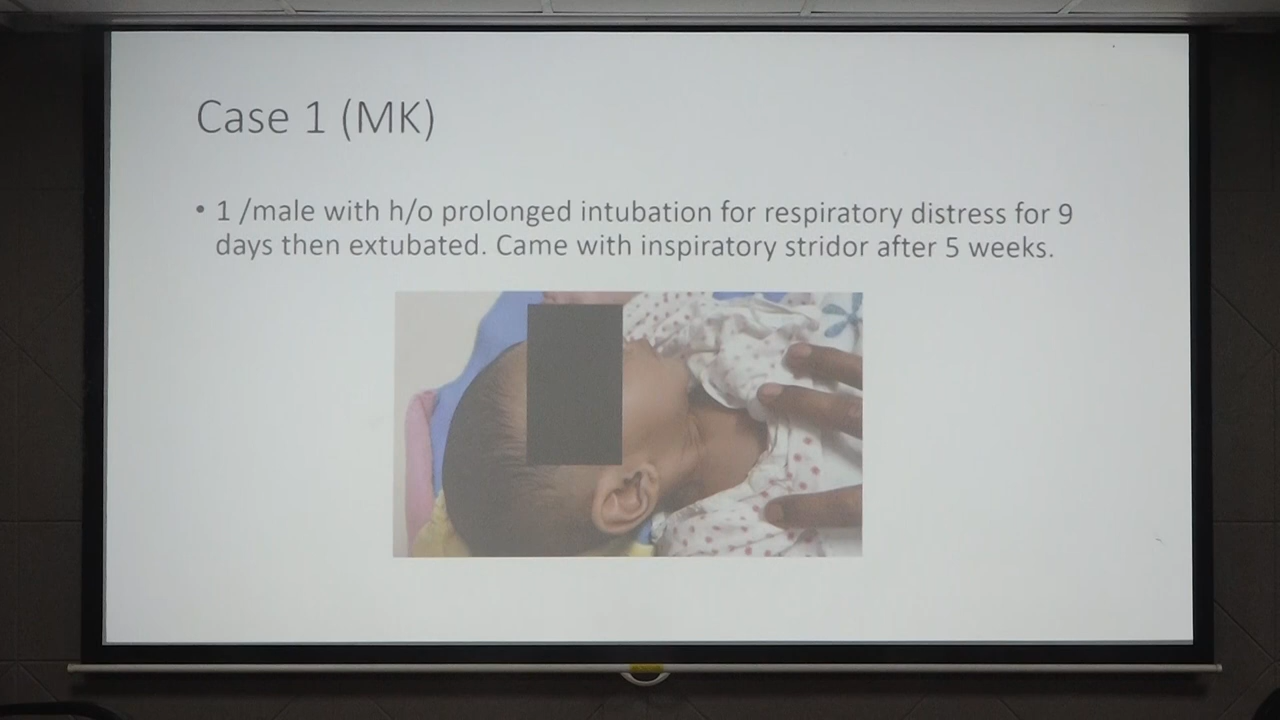 Case 1 (MK)
• 1 /male with h/o prolonged intubation for respiratory distress for 9
days then extubated. Came with inspiratory stridor after 5 weeks.